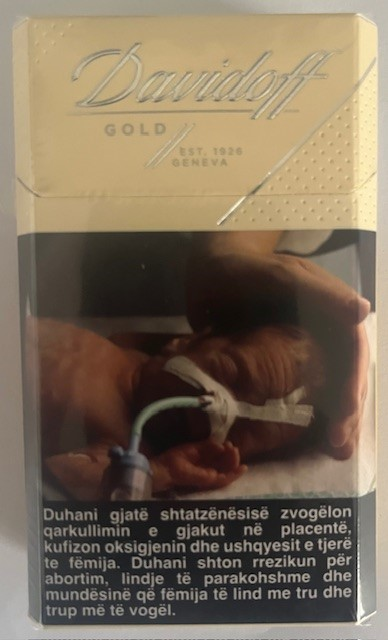 Davidoff
GOLD
EST. 1926
GENEVA
Duhani gjatë shtatzënësisë zvogëlon
qarkullimin e gjakut në placentë,
kufizon oksigjenin dhe ushqyesit e tjerë
te fëmija. Duhani shton rrezikun për
abortim, lindje të parakohshme dhe
mundësinë që fëmija të lind me tru dhe
trup më të vogël.